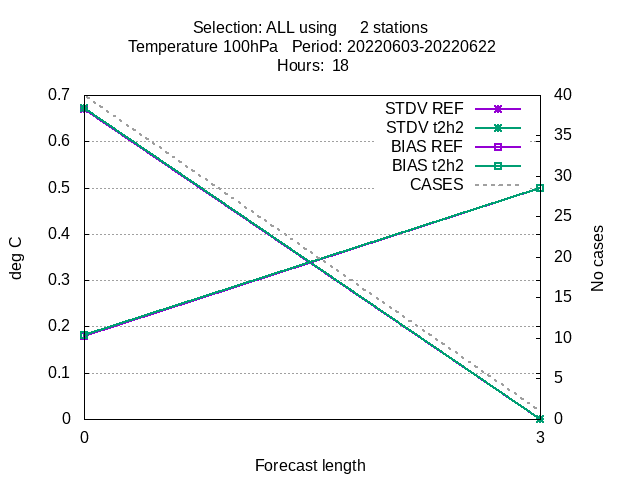 Selection: ALL using     2 stations
Temperature 100hPa   Period: 20220603-20220622
Hours:  18
0.7
0.6
0.5
0.4
0.3
0.2
0.1
0
deg C
STDV REF
STDV t2h2
BIAS REF
BIAS t2h2
CASES
40
35
30
25
20
15
10
5
0
No cases
0
3
Forecast length